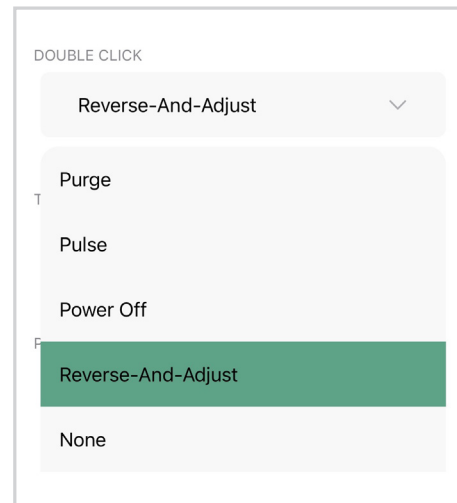 DOUBLE CLICK
Reverse-And-Adjust
Purge
Pulse
Power Off
Reverse-And-Adjust
None